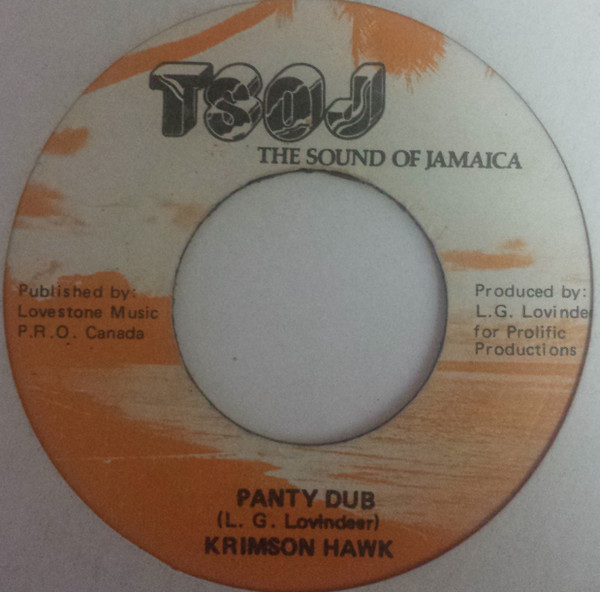 TSOJ
THE SOUND OF JAMAICA
Published by:
Lovestone Music
P.R.O. Canada
Produced by:
L.G. Lovinde
for Prolific
Productions
PANTY DUB
(L. G. Lovindeer)
KRIMSON HAWK